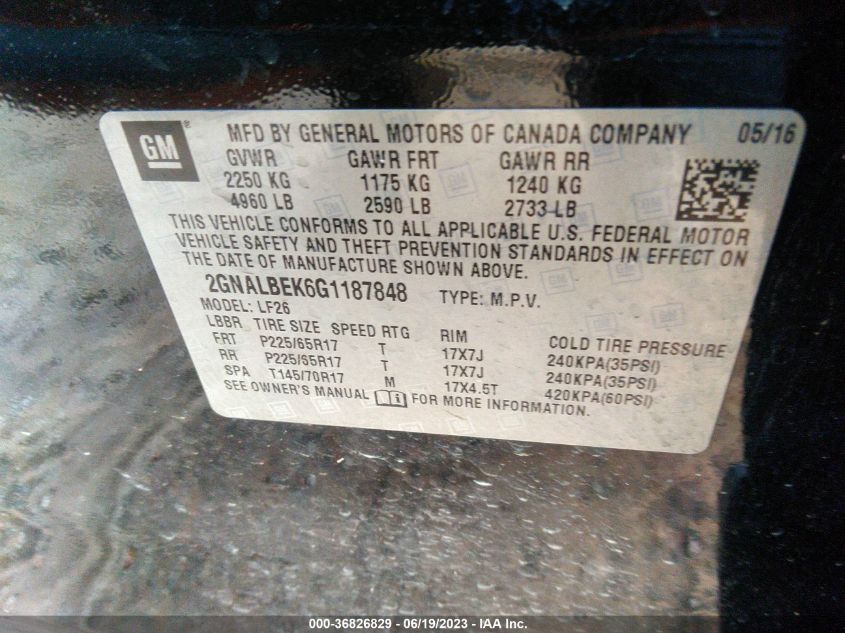 GM ® MFD BY GENERAL MOTORS OF CANADA COMPANY 05/16
GVWR GAWR FRT GAWR RR
2250 KG 1175 KG 1240 KG
4960 LB 2590 LB 2733 LB
THIS VEHICLE CONFORMS TO ALL APPLICABLE U.S. FEDERAL MOTOR
VEHICLE SAFETY AND THEFT PREVENTION STANDARDS IN EFFECT ON
THE DATE OF MANUFACTURE SHOWN ABOVE.
2GNALBEK6G1187848 TYPE: M.P.V.
MODEL: LF26
LBBR TIRE SIZE SPEED RTG RIM COLD TIRE PRESSURE
FRT P225/65R17 T 17X7J 240KPA(35PSI)
RR P225/65R17 T 17X7J 240KPA(35PSI)
SPA T145/70R17 M 17X4.5T 420KPA(60PSI)
SEE OWNER'S MANUAL i FOR MORE INFORMATION.
000-36826829 - 06/19/2023 - IAA Inc.